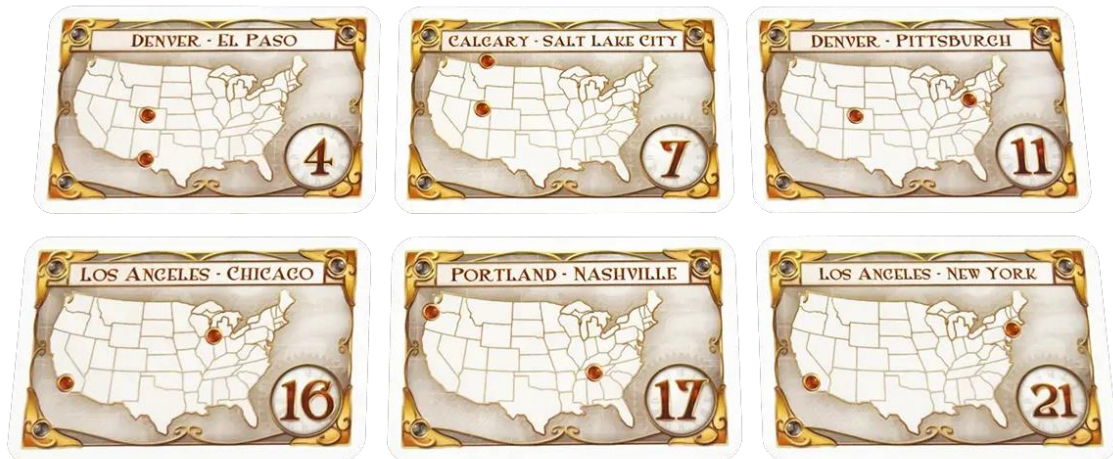 DENVER - EL PASO
4
CALGARY - SALT LAKE CITY
7
DENVER - PITTSBURGH
11
LOS ANGELES - CHICAGO
16
PORTLAND - NASHVILLE
17
LOS ANGELES - NEW YORK
21